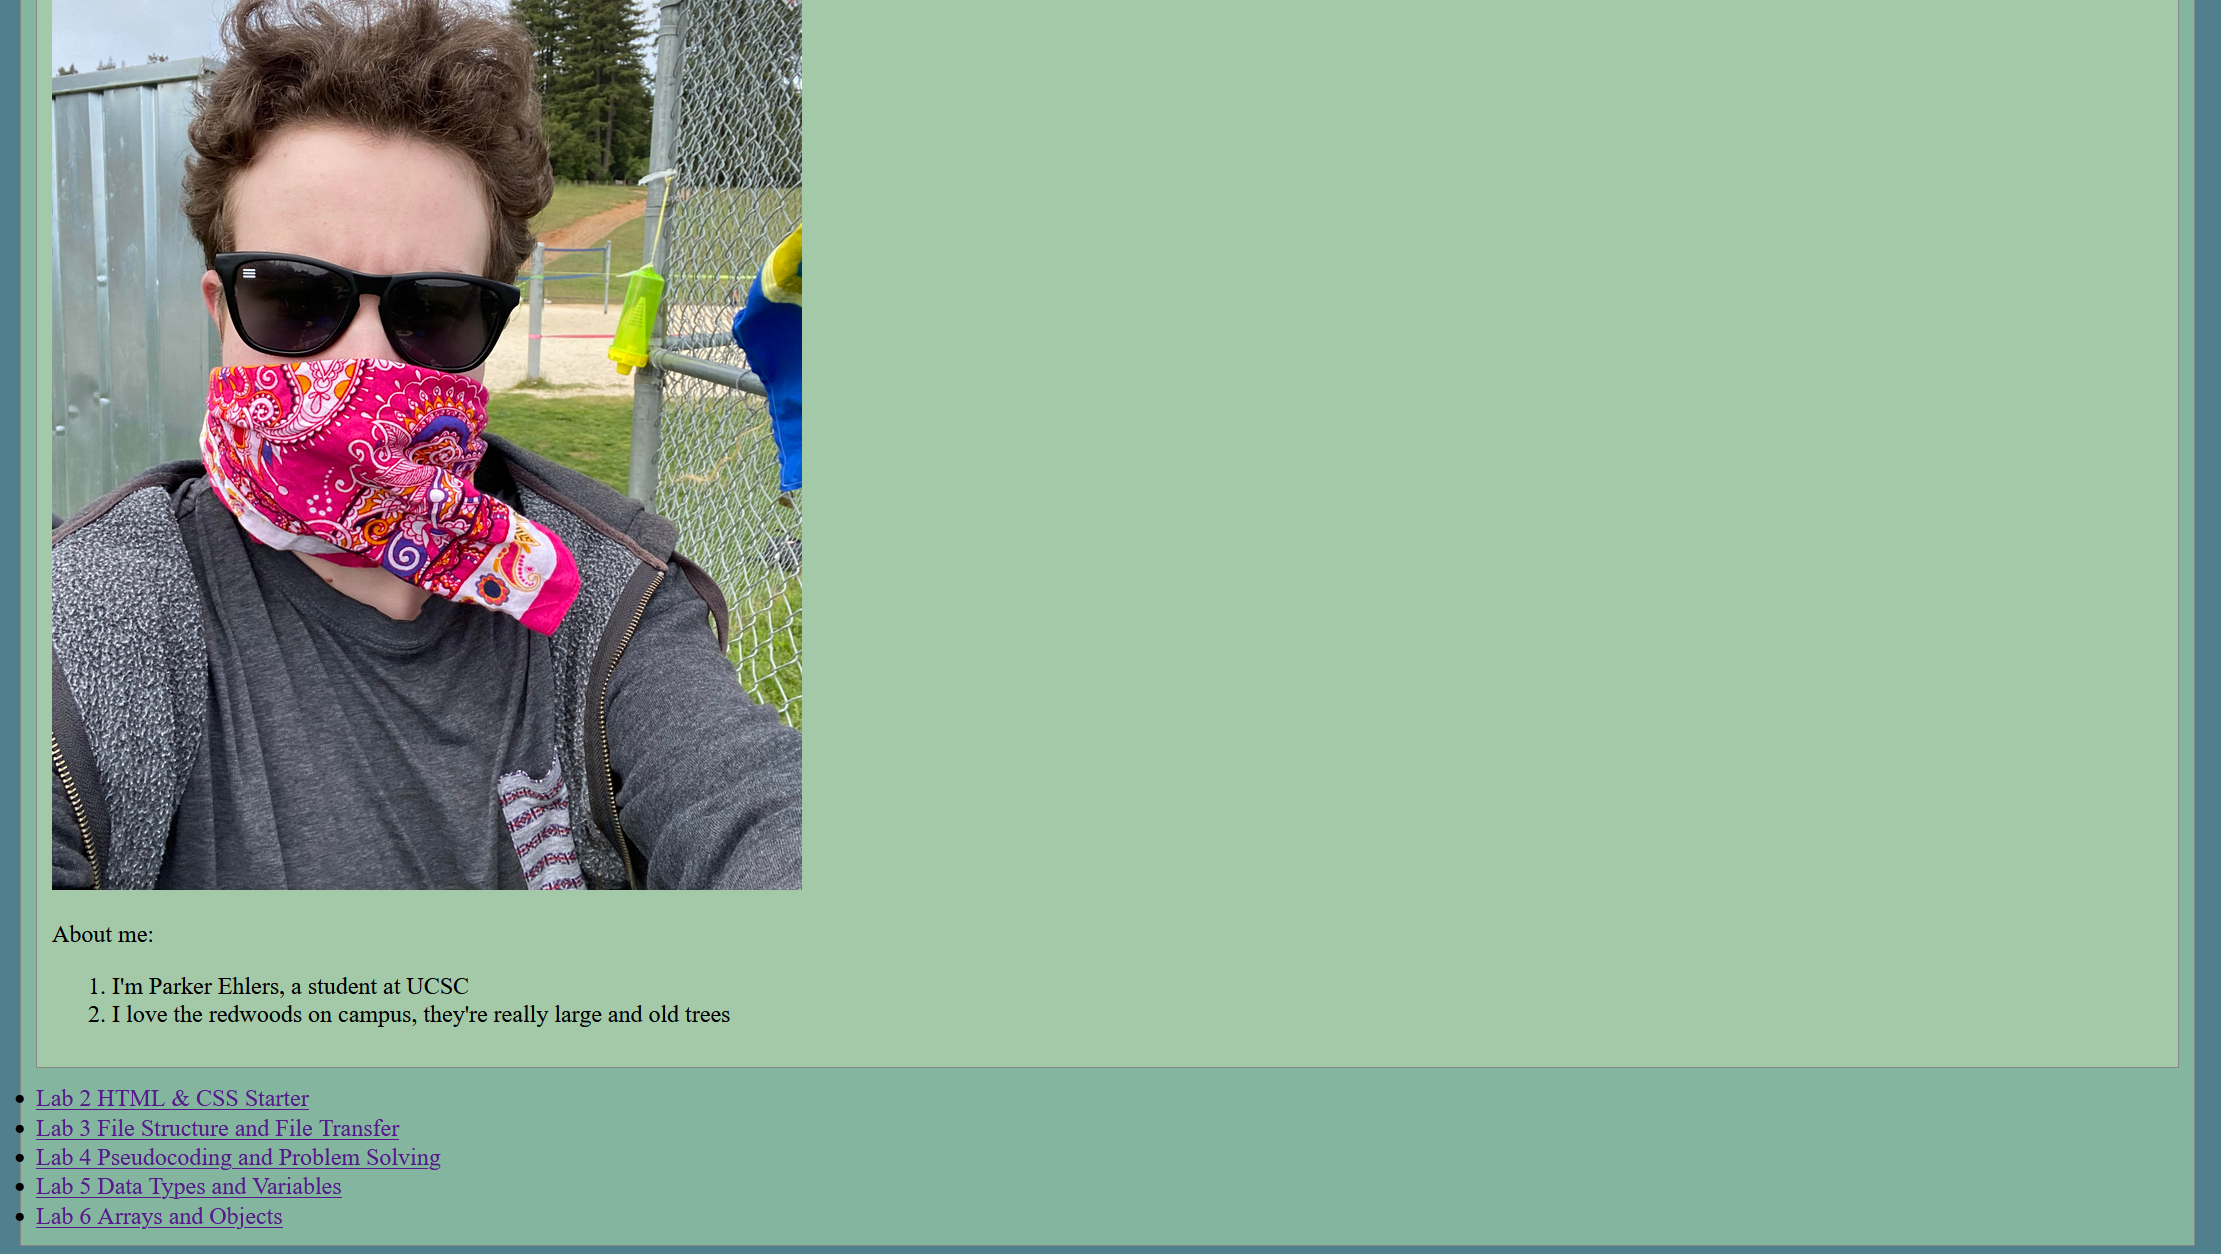 About me:
1. I'm Parker Ehlers, a student at UCSC
2. I love the redwoods on campus, they're really large and old trees
Lab 2 HTML & CSS Starter
Lab 3 File Structure and File Transfer
Lab 4 Pseudocoding and Problem Solving
Lab 5 Data Types and Variables
Lab 6 Arrays and Objects